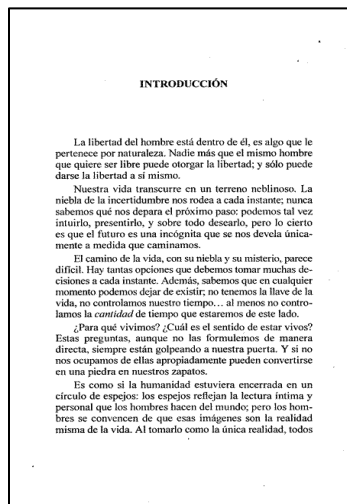 INTRODUCCIÓN
La libertad del hombre está dentro de él, es algo que le
pertenece por naturaleza. Nadie más que el mismo hombre
que quiere ser libre puede otorgar la libertad; y sólo puede
darse la libertad a sí mismo.
Nuestra vida transcurre en un terreno neblinoso. La
niebla de la incertidumbre nos rodea a cada instante; nunca
sabemos qué nos depara el próximo paso: podemos tal vez
intuirlo, presentirlo, y sobre todo desearlo, pero lo cierto
es que el futuro es una incógnita que se nos devela única-
mente a medida que caminamos.
El camino de la vida, con su niebla y su misterio, parece
difícil. Hay tantas opciones que debemos tomar muchas de-
cisiones a cada instante. Además, sabemos que en cualquier
momento podemos dejar de existir; no tenemos la llave de la
vida, no controlamos nuestro tiempo... al menos no contro-
lamos la cantidad de tiempo que estaremos de este lado.
¿Para qué vivimos? ¿Cuál es el sentido de estar vivos?
Estas preguntas, aunque no las formulemos de manera
directa, siempre están golpeando a nuestra puerta. Y si no
nos ocupamos de ellas apropiadamente pueden convertirse
en una piedra en nuestros zapatos.
Es como si la humanidad estuviera encerrada en un
círculo de espejos: los espejos reflejan la lectura íntima y
personal que los hombres hacen del mundo; pero los hom-
bres se convencen de que esas imágenes son la realidad
misma de la vida. Al tomarlo como la única realidad, todos